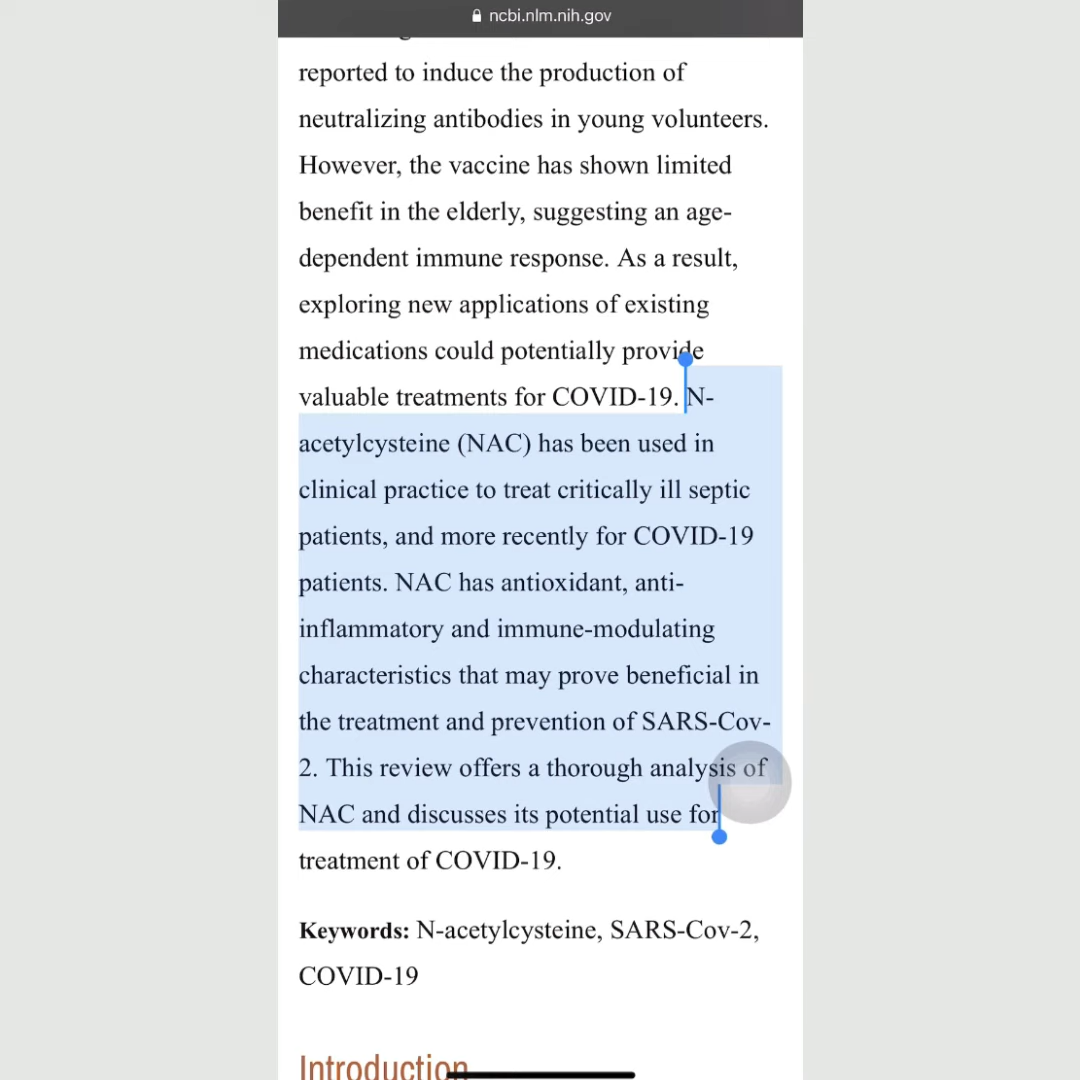 ncbi.nlm.nih.gov
reported to induce the production of
neutralizing antibodies in young volunteers.
However, the vaccine has shown limited
benefit in the elderly, suggesting an age-
dependent immune response. As a result,
exploring new applications of existing
medications could potentially provide
valuable treatments for COVID-19. N-
acetylcysteine (NAC) has been used in
clinical practice to treat critically ill septic
patients, and more recently for COVID-19
patients. NAC has antioxidant, anti-
inflammatory and immune-modulating
characteristics that may prove beneficial in
the treatment and prevention of SARS-Cov-
2. This review offers a thorough analysis of
NAC and discusses its potential use for
treatment of COVID-19.
Keywords: N-acetylcysteine, SARS-Cov-2,
COVID-19
Introduction